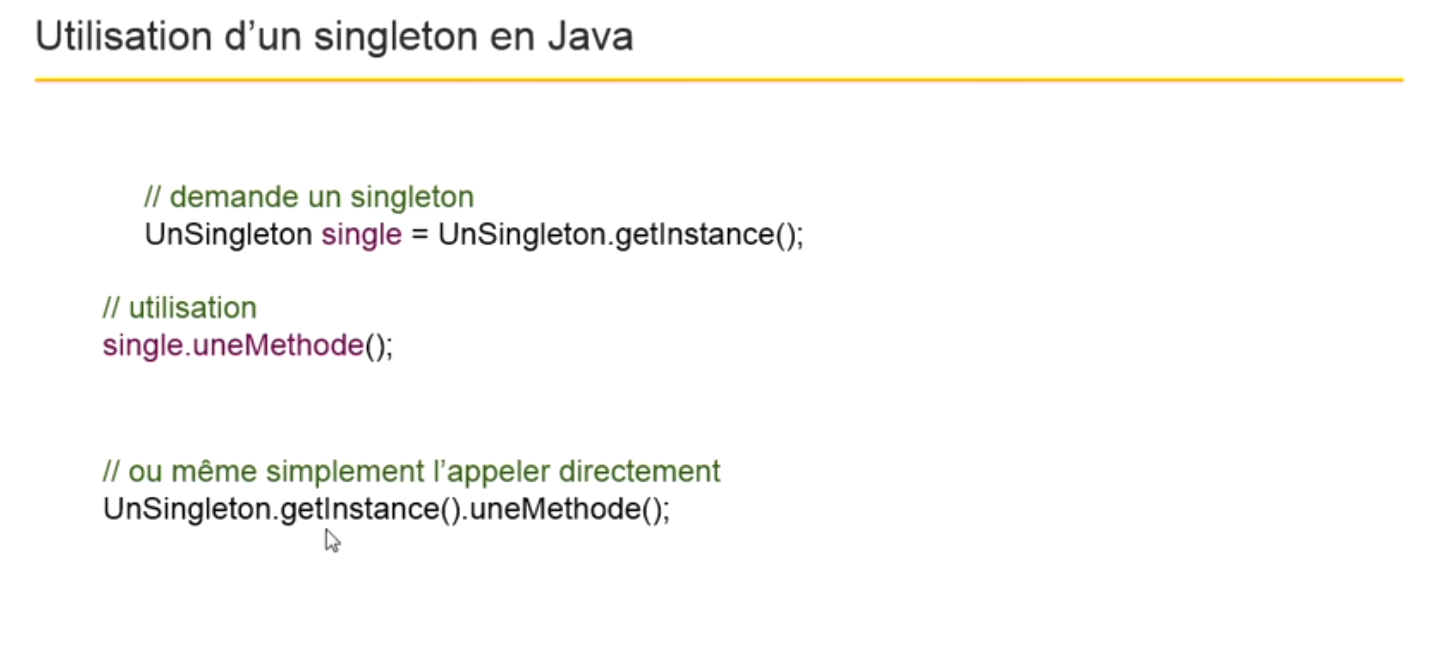 Utilisation d’un singleton en Java
// demande un singleton
UnSingleton single = UnSingleton.getInstance();
// utilisation
single.uneMethode();
// ou même simplement l’appeler directement
UnSingleton.getInstance().uneMethode();